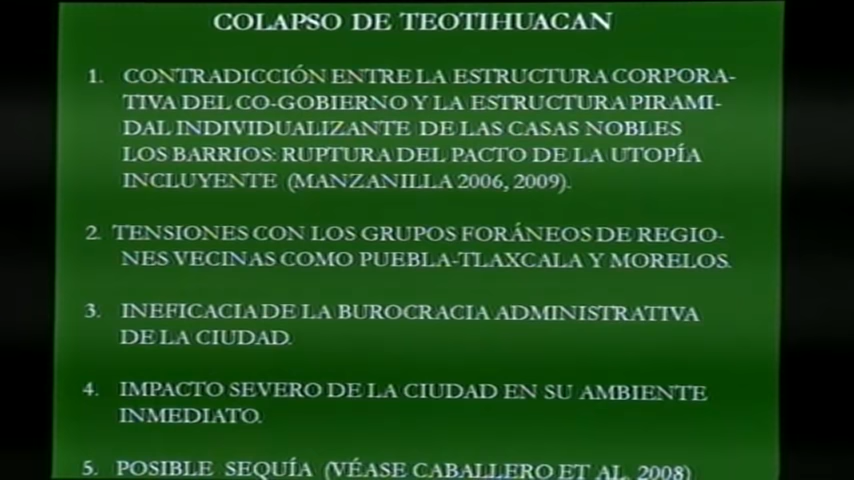 COLAPSO DE TEOTIHUACAN
1. CONTRADICCIÓN ENTRE LA ESTRUCTURA CORPORA-
TIVA DEL CO-GOBIERNO Y LA ESTRUCTURA PIRAMI-
DAL INDIVIDUALIZANTE DE LAS CASAS NOBLES
LOS BARRIOS: RUPTURA DEL PACTO DE LA UTOPÍA
INCLUYENTE (MANZANILLA 2006, 2009).
2. TENSIONES CON LOS GRUPOS FORÁNEOS DE REGIO-
NES VECINAS COMO PUEBLA-TLAXCALA Y MORELOS.
3. INEFICACIA DE LA BUROCRACIA ADMINISTRATIVA
DE LA CIUDAD.
4. IMPACTO SEVERO DE LA CIUDAD EN SU AMBIENTE
INMEDIATO.
5. POSIBLE SEQUÍA (VÉASE CABALLERO ET AL. 2008)